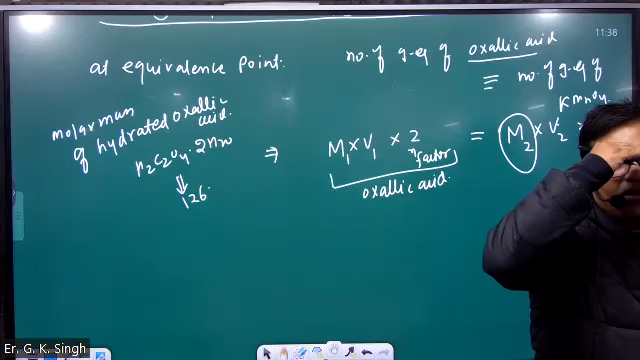 11:38
at equivalence point:
no. of g-eq of oxallic acid
≡ no. of g-eq of
KMnO4
molar mass
of hydrated oxallic
acid.
H2C2O4·2H2O
⇓
126.
⇒ M1 × V1 × 2 = M2 × V2
n factor
oxallic acid.
Er. G. K. Singh